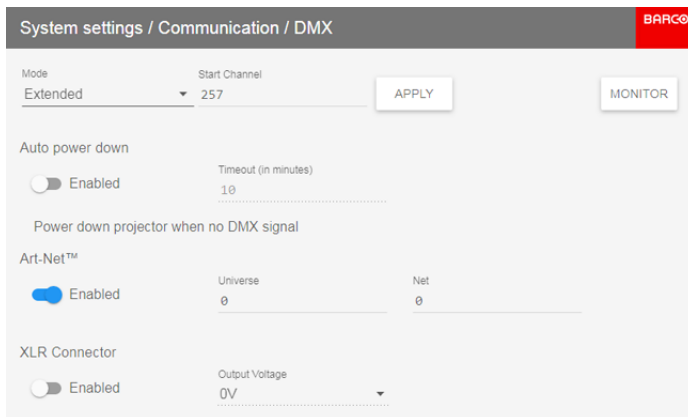 System settings / Communication / DMX
BARCO
Mode
Start Channel
Extended
257
APPLY
MONITOR
Auto power down
Timeout (in minutes)
Enabled
10
Power down projector when no DMX signal
Art-Net™
Universe
Net
Enabled
0
0
XLR Connector
Output Voltage
Enabled
0V